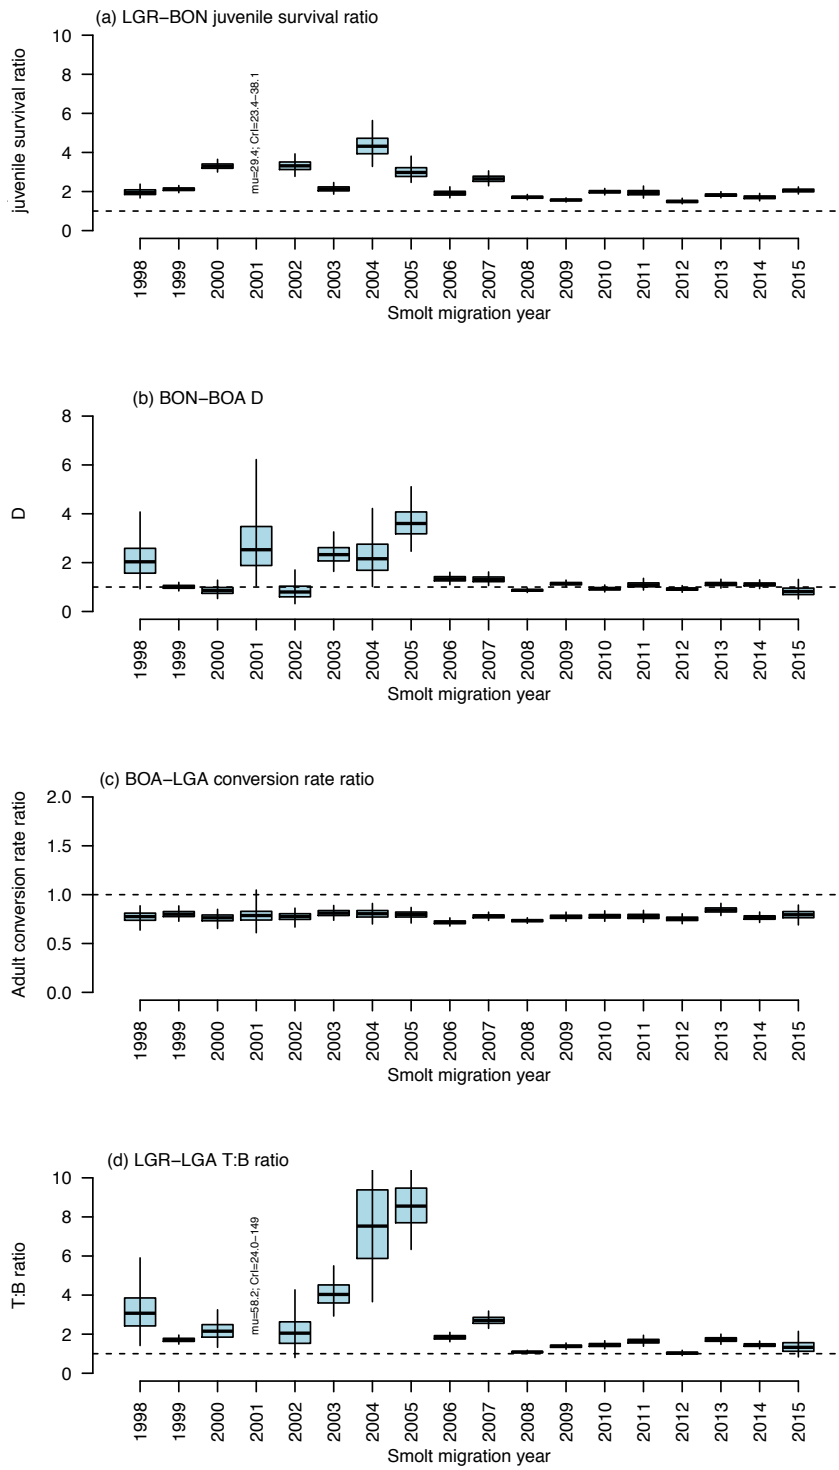 (a) LGR−BON juvenile survival ratio
juvenile survival ratio
10
8
6
4
2
0
mu=29.4; CrI=23.4−38.1
1998 1999 2000 2001 2002 2003 2004 2005 2006 2007 2008 2009 2010 2011 2012 2013 2014 2015
Smolt migration year
(b) BON−BOA D
D
8
6
4
2
0
1998 1999 2000 2001 2002 2003 2004 2005 2006 2007 2008 2009 2010 2011 2012 2013 2014 2015
Smolt migration year
(c) BOA−LGA conversion rate ratio
Adult conversion rate ratio
2.0
1.5
1.0
0.5
0.0
1998 1999 2000 2001 2002 2003 2004 2005 2006 2007 2008 2009 2010 2011 2012 2013 2014 2015
Smolt migration year
(d) LGR−LGA T:B ratio
T:B ratio
10
8
6
4
2
0
mu=58.2; CrI=24.0−149
1998 1999 2000 2001 2002 2003 2004 2005 2006 2007 2008 2009 2010 2011 2012 2013 2014 2015
Smolt migration year